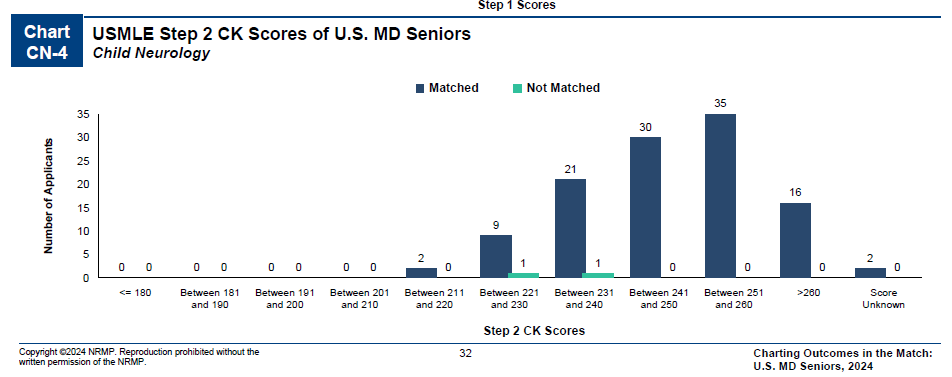 Step 1 Scores
Chart
CN-4
USMLE Step 2 CK Scores of U.S. MD Seniors
Child Neurology
Matched Not Matched
Number of Applicants
35
30
25
20
15
10
5
0
0 0 0 0 0 0 0 0 2 0 9 1 21 1 30 0 35 0 16 0 2 0
<= 180
Between 181
and 190
Between 191
and 200
Between 201
and 210
Between 211
and 220
Between 221
and 230
Between 231
and 240
Between 241
and 250
Between 251
and 260
>260
Score
Unknown
Step 2 CK Scores
Copyright ©2024 NRMP. Reproduction prohibited without the
written permission of the NRMP.
32
Charting Outcomes in the Match:
U.S. MD Seniors, 2024